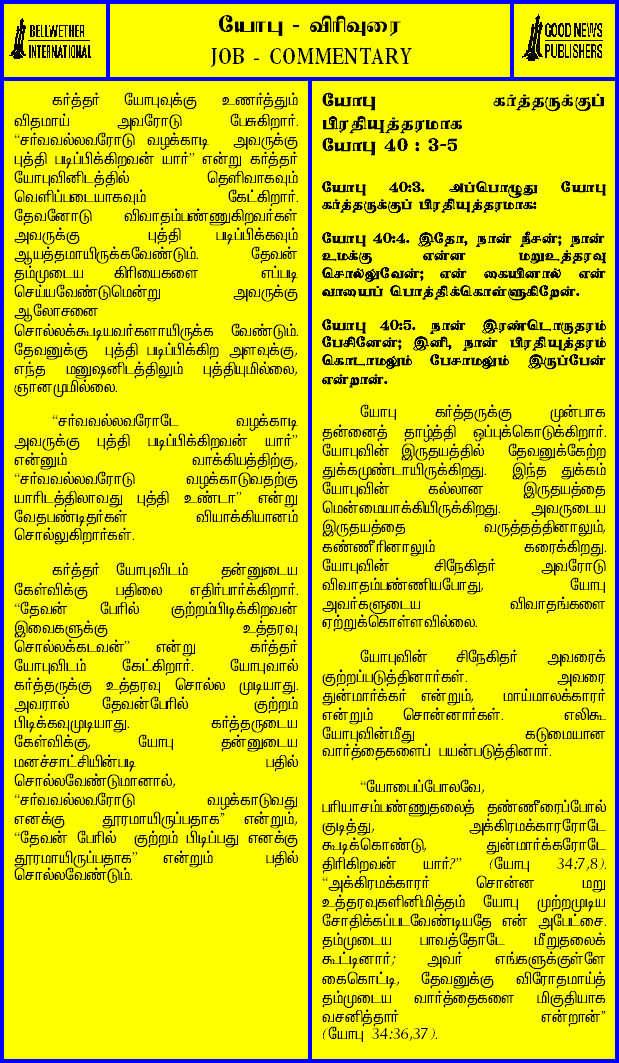 BELLWETHER
INTERNATIONAL
யோபு - விரிவுரை
JOB - COMMENTARY
GOOD NEWS
PUBLISHERS
கர்த்தர் யோபுவுக்கு உணர்த்தும்
விதமாய் அவரோடு பேசுகிறார்.
“சர்வவல்லவரோடு வழக்காடி அவருக்கு
புத்தி படிப்பிக்கிறவன் யார்” என்று கர்த்தர்
யோபுவினிடத்தில் தெளிவாகவும்
வெளிப்படையாகவும் கேட்கிறார்.
தேவனோடு விவாதம்பண்ணுகிறவர்கள்
அவருக்கு புத்தி படிப்பிக்கவும்
ஆயத்தமாயிருக்கவேண்டும். தேவன்
தம்முடைய கிரியைகளை எப்படி
செய்யவேண்டுமென்று அவருக்கு
ஆலோசனை
சொல்லக்கூடியவர்களாயிருக்க வேண்டும்.
தேவனுக்கு புத்தி படிப்பிக்கிற அளவுக்கு,
எந்த மனுஷனிடத்திலும் புத்தியுமில்லை,
ஞானமுமில்லை.
“சர்வவல்லவரோடே வழக்காடி
அவருக்கு புத்தி படிப்பிக்கிறவன் யார்”
என்னும் வாக்கியத்திற்கு,
“சர்வவல்லவரோடு வழக்காடுவதற்கு
யாரிடத்திலாவது புத்தி உண்டா” என்று
வேதபண்டிதர்கள் வியாக்கியானம்
சொல்லுகிறார்கள்.
கர்த்தர் யோபுவிடம் தன்னுடைய
கேள்விக்கு பதிலை எதிர்பார்க்கிறார்.
“தேவன் பேரில் குற்றம்பிடிக்கிறவன்
இவைகளுக்கு உத்தரவு
சொல்லக்கடவன்” என்று கர்த்தர்
யோபுவிடம் கேட்கிறார். யோபுவால்
கர்த்தருக்கு உத்தரவு சொல்ல முடியாது.
அவரால் தேவன்பேரில் குற்றம்
பிடிக்கவுமுடியாது. கர்த்தருடைய
கேள்விக்கு, யோபு தன்னுடைய
மனச்சாட்சியின்படி பதில்
சொல்லவேண்டுமானால்,
“சர்வவல்லவரோடு வழக்காடுவது
எனக்கு தூரமாயிருப்பதாக” என்றும்,
“தேவன் பேரில் குற்றம் பிடிப்பது எனக்கு
தூரமாயிருப்பதாக” என்றும் பதில்
சொல்லவேண்டும்.
யோபு கர்த்தருக்குப்
பிரதியுத்தரமாக
யோபு 40 : 3-5
யோபு 40:3. அப்பொழுது யோபு
கர்த்தருக்குப் பிரதியுத்தரமாக:
யோபு 40:4. இதோ, நான் நீசன்; நான்
உமக்கு என்ன மறுஉத்தரவு
சொல்லுவேன்; என் கையினால் என்
வாயைப் பொத்திக்கொள்ளுகிறேன்.
யோபு 40:5. நான் இரண்டொருதரம்
பேசினேன்; இனி, நான் பிரதியுத்தரம்
கொடாமலும் பேசாமலும் இருப்பேன்
என்றான்.
யோபு கர்த்தருக்கு முன்பாக
தன்னைத் தாழ்த்தி ஒப்புக்கொடுக்கிறார்.
யோபுவின் இருதயத்தில் தேவனுக்கேற்ற
துக்கமுண்டாயிருக்கிறது. இந்த துக்கம்
யோபுவின் கல்லான இருதயத்தை
மென்மையாக்கியிருக்கிறது. அவருடைய
இருதயத்தை வருத்தத்தினாலும்,
கண்ணீரினாலும் கரைக்கிறது.
யோபுவின் சிநேகிதர் அவரோடு
விவாதம்பண்ணியபோது, யோபு
அவர்களுடைய விவாதங்களை
ஏற்றுக்கொள்ளவில்லை.
யோபுவின் சிநேகிதர் அவரைக்
குற்றப்படுத்தினார்கள். அவரை
துன்மார்க்கர் என்றும், மாய்மாலக்காரர்
என்றும் சொன்னார்கள். எலிகூ
யோபுவின்மீது கடுமையான
வார்த்தைகளைப் பயன்படுத்தினார்.
“யோபைப்போலவே,
பரியாசம்பண்ணுதலைத் தண்ணீரைப்போல்
குடித்து, அக்கிரமக்காரரோடே
கூடிக்கொண்டு, துன்மார்க்கரோடே
திரிகிறவன் யார்?” (யோபு 34:7,8).
“அக்கிரமக்காரர் சொன்ன மறு
உத்தரவுகளினிமித்தம் யோபு முற்றமுடிய
சோதிக்கப்படவேண்டியதே என் அபேட்சை.
தம்முடைய பாவத்தோடே மீறுதலைக்
கூட்டினார்; அவர் எங்களுக்குள்ளே
கைகொட்டி, தேவனுக்கு விரோதமாய்த்
தம்முடைய வார்த்தைகளை மிகுதியாக
வசனித்தார் என்றான்”
(யோபு 34:36,37).